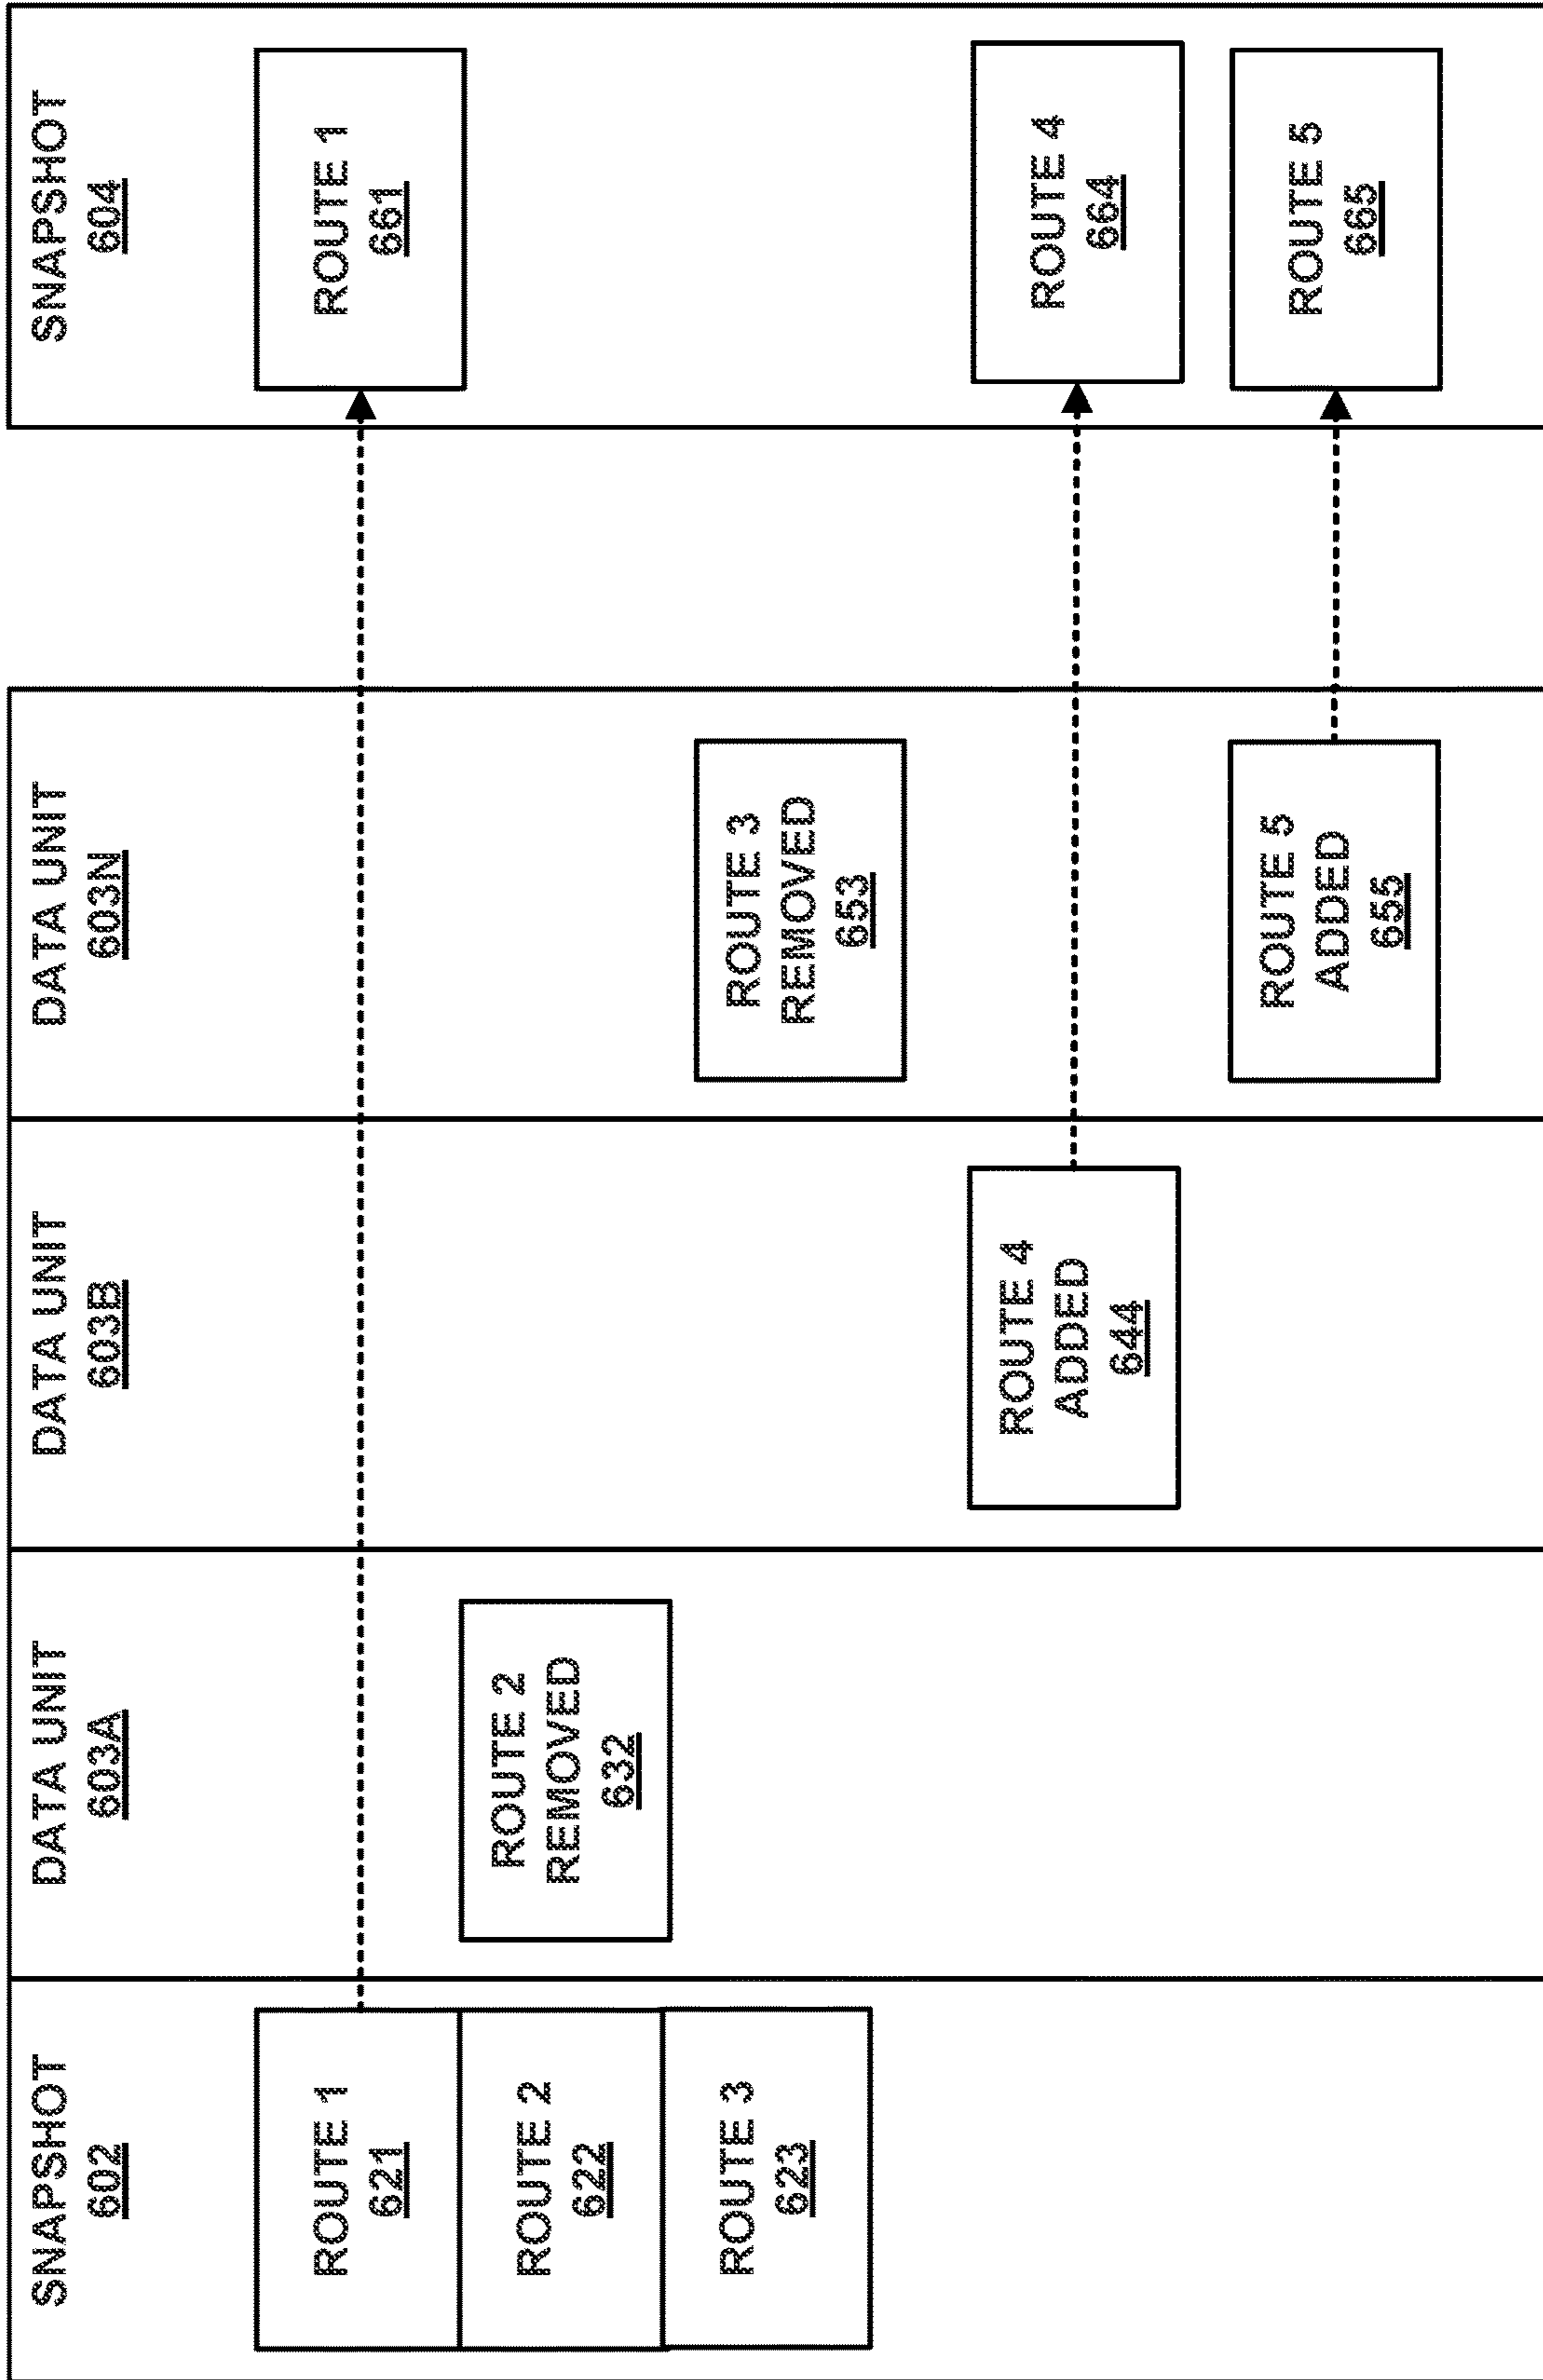 SNAPSHOT
602
ROUTE 1
621
ROUTE 2
622
ROUTE 3
623
DATA UNIT
603A
ROUTE 2
REMOVED
632
DATA UNIT
603B
ROUTE 4
ADDED
644
DATA UNIT
603N
ROUTE 3
REMOVED
653
ROUTE 5
ADDED
655
SNAPSHOT
604
ROUTE 1
661
ROUTE 4
664
ROUTE 5
665